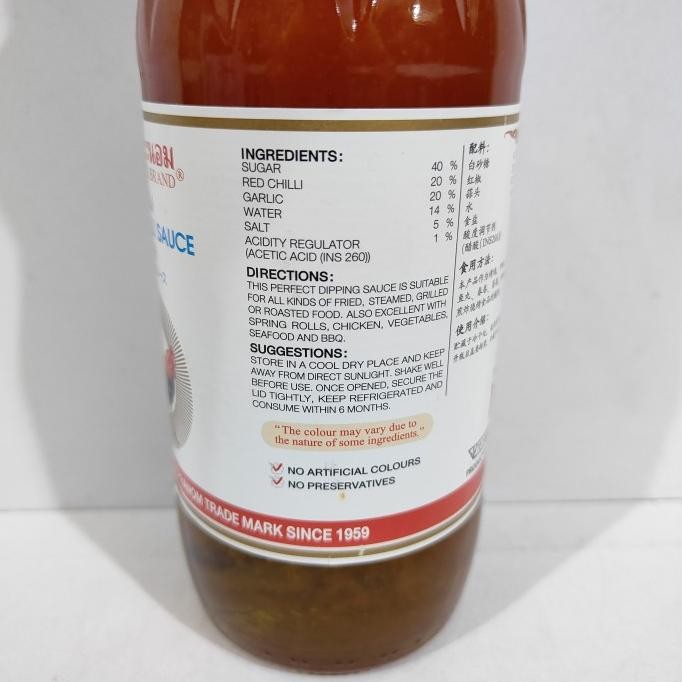 BRAND®
SAUCE
INGREDIENTS:
SUGAR 40 %
RED CHILLI 20 %
GARLIC 20 %
WATER 14 %
SALT 5 %
ACIDITY REGULATOR 1 %
(ACETIC ACID (INS 260))
DIRECTIONS:
THIS PERFECT DIPPING SAUCE IS SUITABLE
FOR ALL KINDS OF FRIED, STEAMED, GRILLED
OR ROASTED FOOD. ALSO EXCELLENT WITH
SPRING ROLLS, CHICKEN, VEGETABLES,
SEAFOOD AND BBQ.
SUGGESTIONS:
STORE IN A COOL DRY PLACE AND KEEP
AWAY FROM DIRECT SUNLIGHT. SHAKE WELL
BEFORE USE. ONCE OPENED, SECURE THE
LID TIGHTLY, KEEP REFRIGERATED AND
CONSUME WITHIN 6 MONTHS.
"The colour may vary due to
the nature of some ingredients."
NO ARTIFICIAL COLOURS
NO PRESERVATIVES
TRADE MARK SINCE 1959
配料:
白砂糖
红椒
蒜头
水
食盐
酸度调节剂
食用方法:
使用介绍: